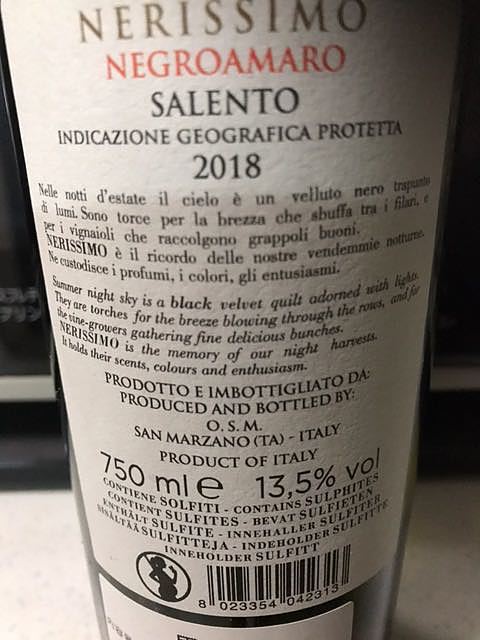 NERISSIMO
NEGROAMARO
SALENTO
INDICAZIONE GEOGRAFICA PROTETTA
2018
Nelle notti d'estate il cielo è un velluto nero trapunto
di lumi. Sono torce per la brezza che sbuffa tra i filari, e
per i vignaioli che raccolgono grappoli buoni.
NERISSIMO è il ricordo delle nostre vendemmie notturne.
Ne custodisce i profumi, i colori, gli entusiasmi.
Summer night sky is a black velvet quilt adorned with lights.
They are torches for the breeze blowing through the rows, and for
the vine-growers gathering fine delicious bunches.
NERISSIMO is the memory of our night harvests.
It holds their scents, colours and enthusiasm.
PRODOTTO E IMBOTTIGLIATO DA:
PRODUCED AND BOTTLED BY:
O. S. M.
SAN MARZANO (TA) - ITALY
PRODUCT OF ITALY
750 ml e 13,5% vol
CONTIENE SOLFITI - CONTAINS SULPHITES
CONTIENT SULFITES - BEVAT SULFIETEN
ENTHÄLT SULFITE - INNEHALLER SULFITER
SISÄLTÄÄ SULFITTEJA - INDEHOLDER SULFITTE
INNEHOLDER SULFITT
8 023354 042313